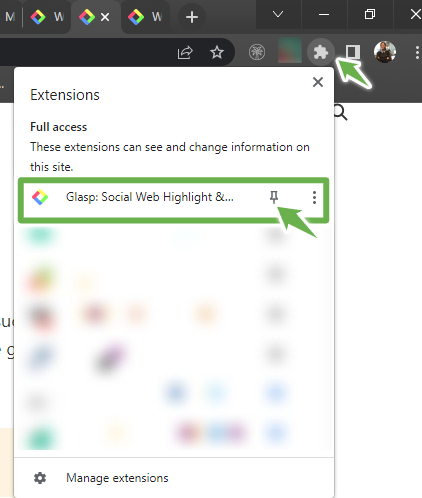 W
W
Extensions
Full access
These extensions can see and change information on
this site.
Glasp: Social Web Highlight &...
Manage extensions